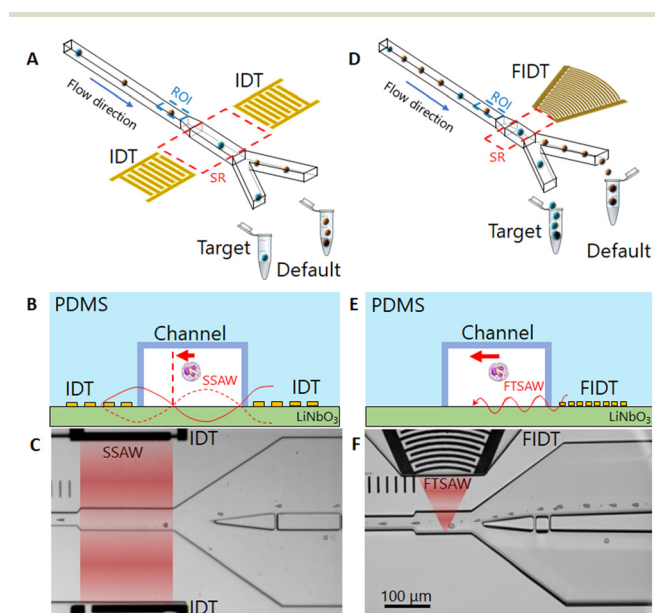 A
IDT
ROI
Flow direction
IDT
SR
Target
Default
D
FIDT
ROI
Flow direction
SR
Target
Default
B
PDMS
Channel
IDT
SSAW
IDT
LiNbO3
E
PDMS
Channel
FTSAW
FIDT
LiNbO3
C
IDT
SSAW
IDT
F
FIDT
FTSAW
100 μm